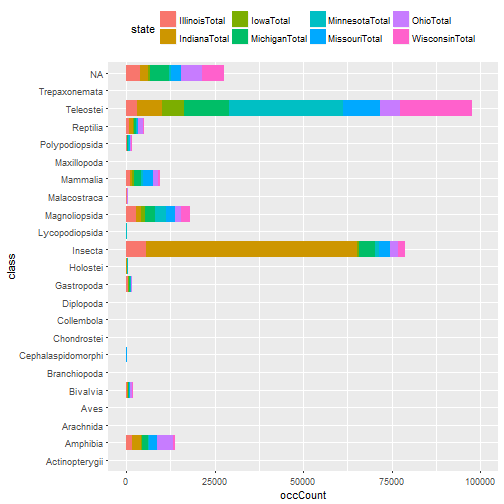 state IllinoisTotal IowaTotal MinnesotaTotal OhioTotal
IndianaTotal MichiganTotal MissouriTotal WisconsinTotal
NA
Trepaxonemata
Teleostei
Reptilia
Polypodiopsida
Maxillopoda
Mammalia
Malacostraca
Magnoliopsida
Lycopodiopsida
Insecta
Holostei
Gastropoda
Diplopoda
Collembola
Chondrostei
Cephalaspidomorphi
Branchiopoda
Bivalvia
Aves
Arachnida
Amphibia
Actinopterygii
class
0 25000 50000 75000 100000
occCount